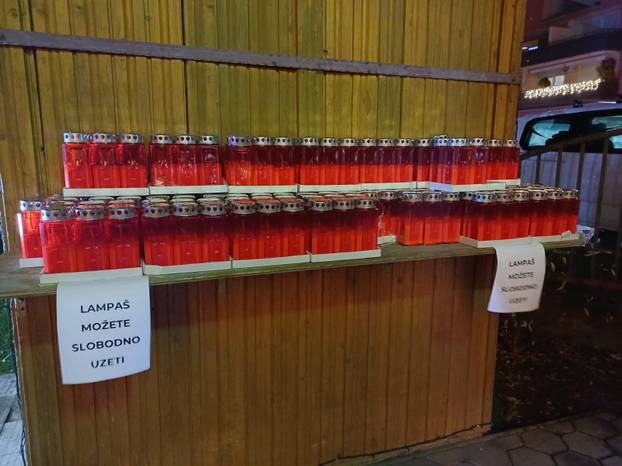 LAMPAŠ
MOŽETE
SLOBODNO
UZETI
LAMPAŠ
MOŽETE
SLOBODNO
UZETI